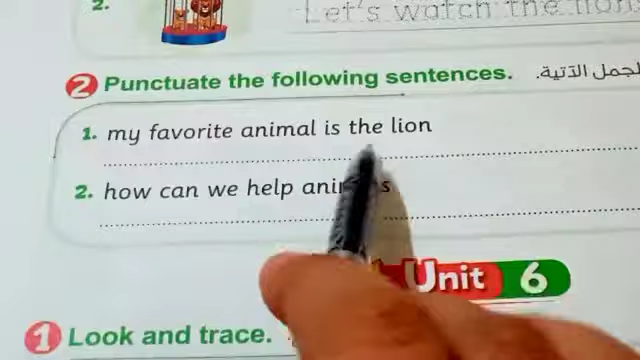 2.
Let's watch the lion
2 Punctuate the following sentences. الجمل الآتية.
1. my favorite animal is the lion
2. how can we help
Unit 6
1 Look and trace.